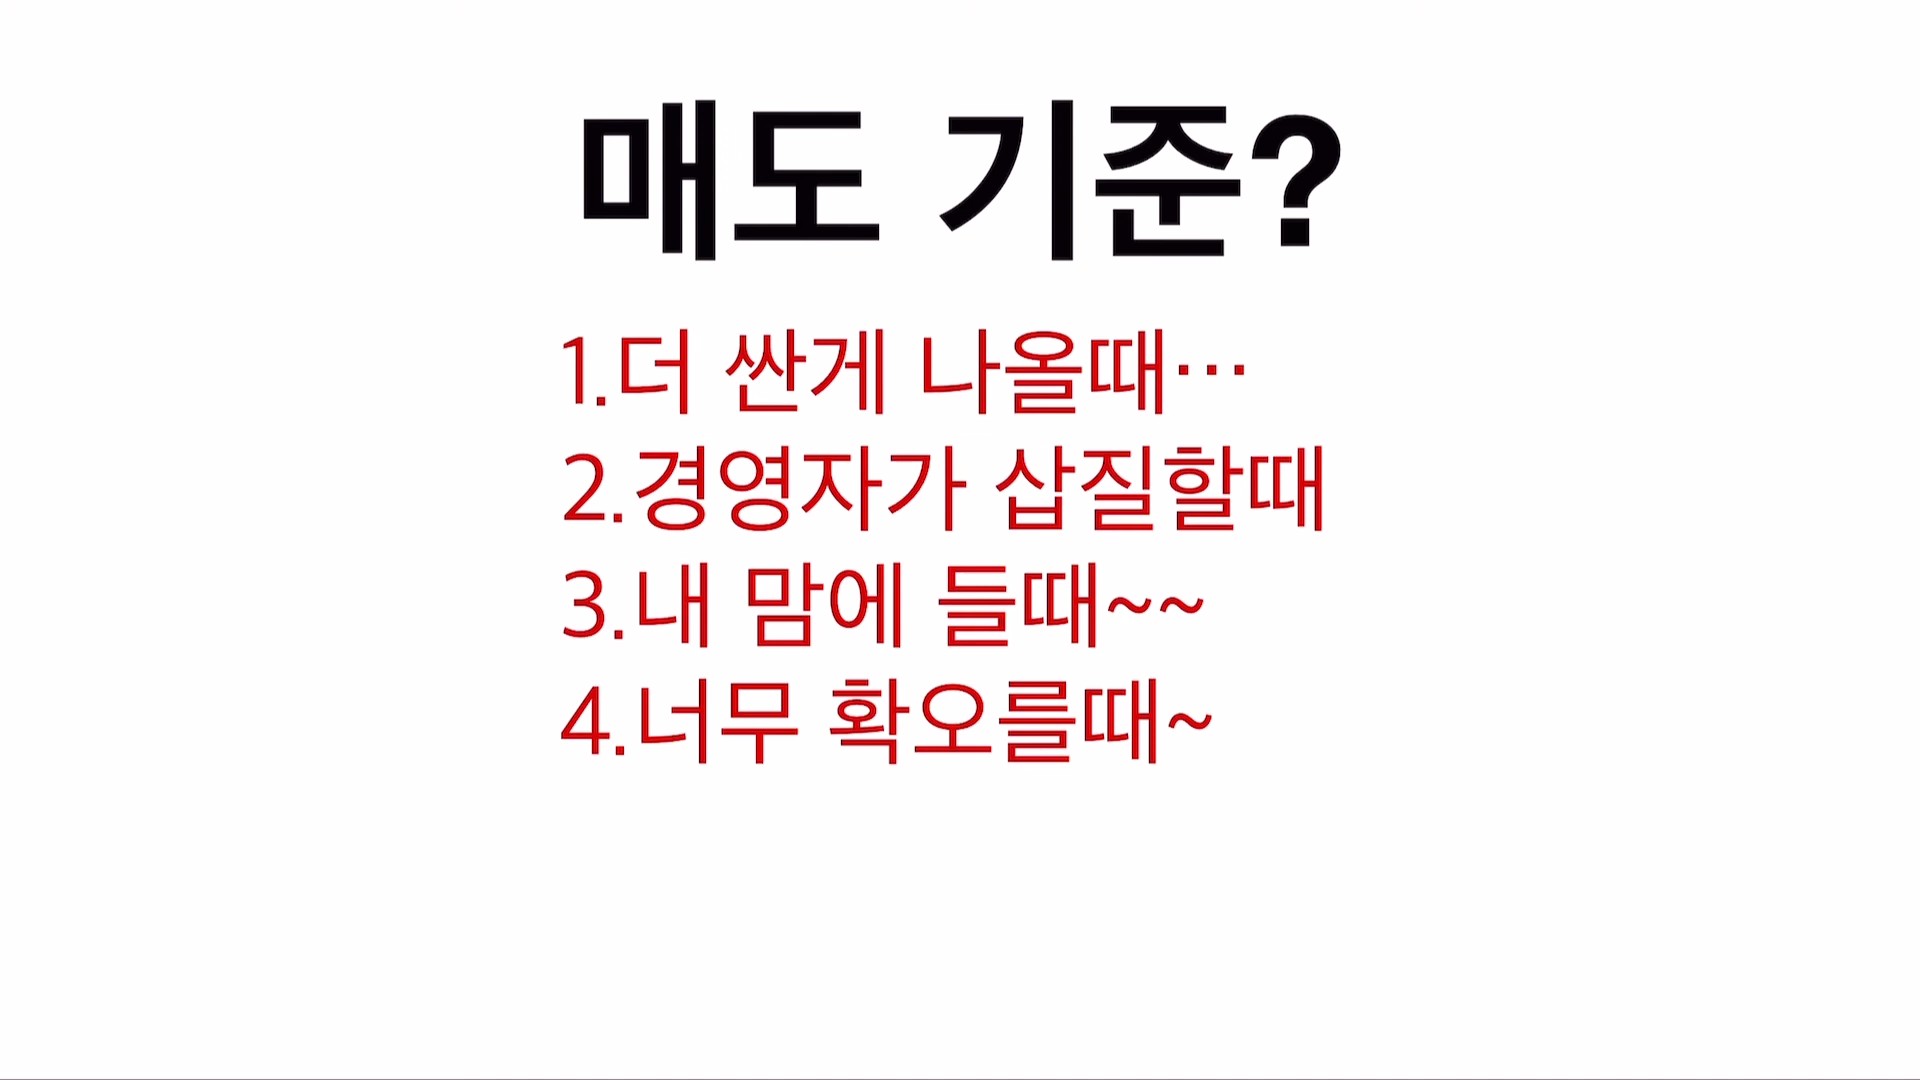 매도 기준?
1.더 싼게 나올때…
2.경영자가 삽질할때
3.내 맘에 들때~~
4.너무 확오를때~